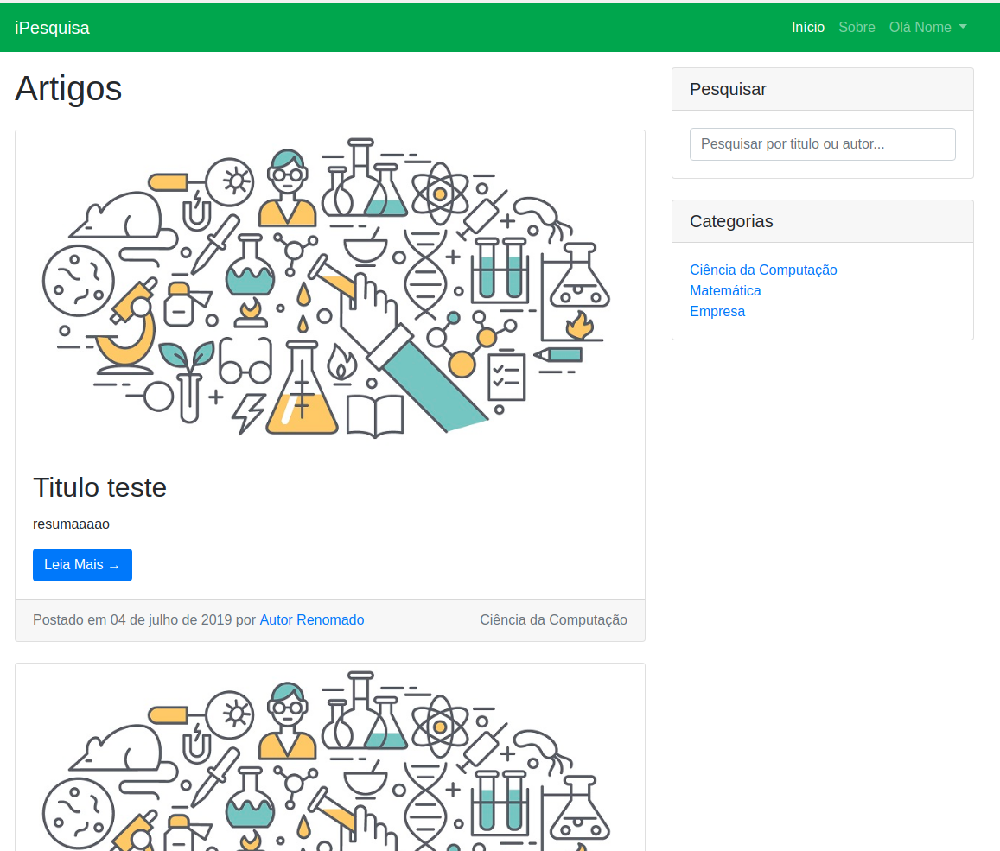 iPesquisa
Início Sobre Olá Nome
Artigos
Titulo teste
resumaaaao
Leia Mais →
Postado em 04 de julho de 2019 por Autor Renomado
Ciência da Computação
Pesquisar
Pesquisar por titulo ou autor...
Categorias
Ciência da Computação
Matemática
Empresa